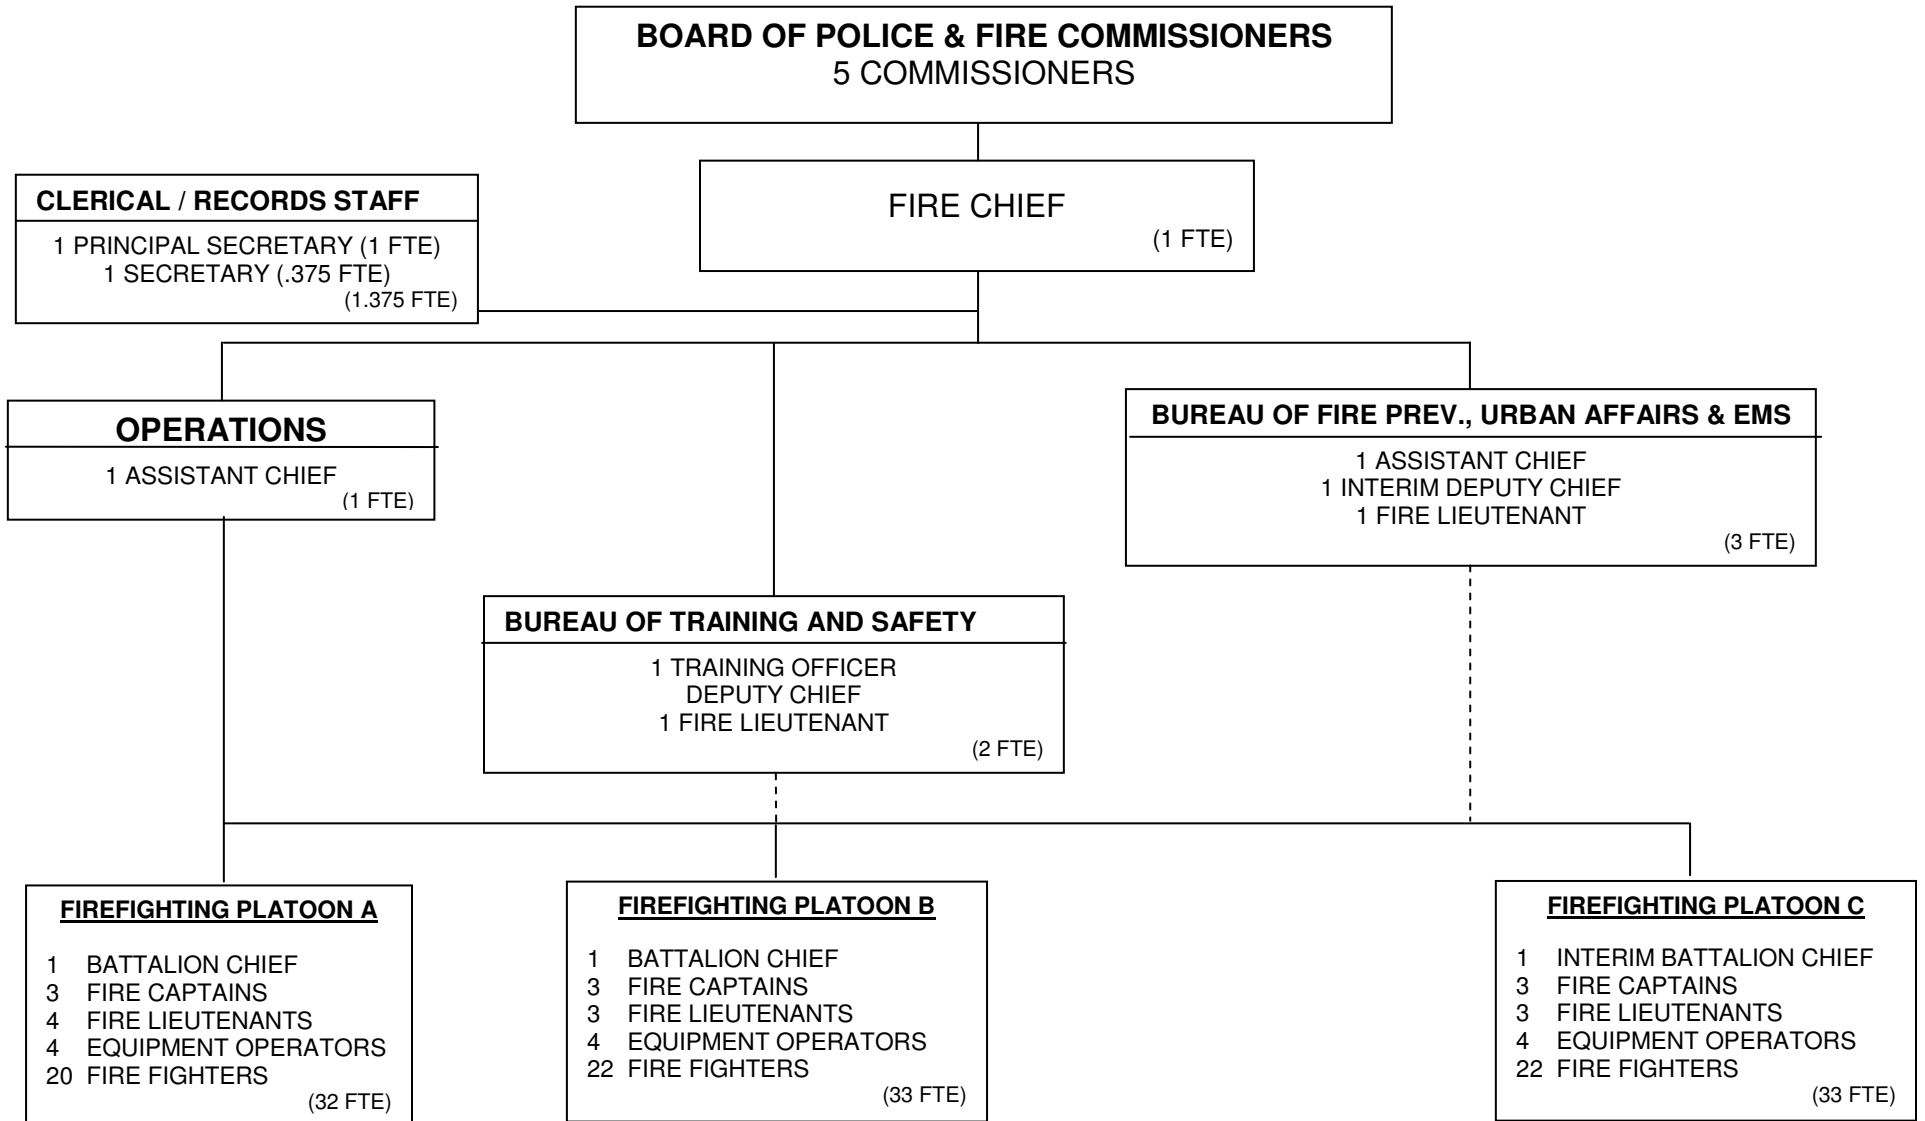 BOARD OF POLICE & FIRE COMMISSIONERS
5 COMMISSIONERS
FIRE CHIEF
(1 FTE)
CLERICAL / RECORDS STAFF
1 PRINCIPAL SECRETARY (1 FTE)
1 SECRETARY (.375 FTE)
(1.375 FTE)
OPERATIONS
1 ASSISTANT CHIEF
(1 FTE)
BUREAU OF FIRE PREV., URBAN AFFAIRS & EMS
1 ASSISTANT CHIEF
1 INTERIM DEPUTY CHIEF
1 FIRE LIEUTENANT
(3 FTE)
BUREAU OF TRAINING AND SAFETY
1 TRAINING OFFICER
DEPUTY CHIEF
1 FIRE LIEUTENANT
(2 FTE)
FIREFIGHTING PLATOON A
1 BATTALION CHIEF
3 FIRE CAPTAINS
4 FIRE LIEUTENANTS
4 EQUIPMENT OPERATORS
20 FIRE FIGHTERS
(32 FTE)
FIREFIGHTING PLATOON B
1 BATTALION CHIEF
3 FIRE CAPTAINS
3 FIRE LIEUTENANTS
4 EQUIPMENT OPERATORS
22 FIRE FIGHTERS
(33 FTE)
FIREFIGHTING PLATOON C
1 INTERIM BATTALION CHIEF
3 FIRE CAPTAINS
3 FIRE LIEUTENANTS
4 EQUIPMENT OPERATORS
22 FIRE FIGHTERS
(33 FTE)